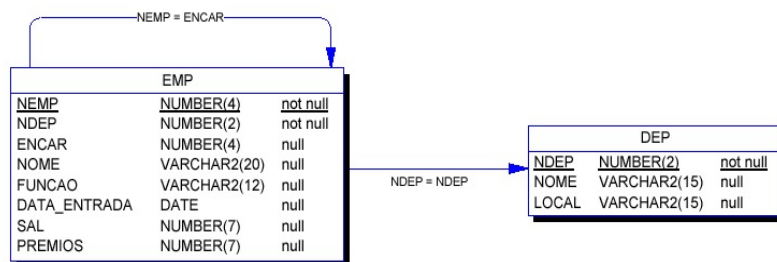 NEMP = ENCAR
EMP
NEMP NUMBER(4) not null
NDEP NUMBER(2) not null
ENCAR NUMBER(4) null
NOME VARCHAR2(20) null
FUNCAO VARCHAR2(12) null
DATA_ENTRADA DATE null
SAL NUMBER(7) null
PREMIOS NUMBER(7) null
NDEP = NDEP
DEP
NDEP NUMBER(2) not null
NOME VARCHAR2(15) null
LOCAL VARCHAR2(15) null